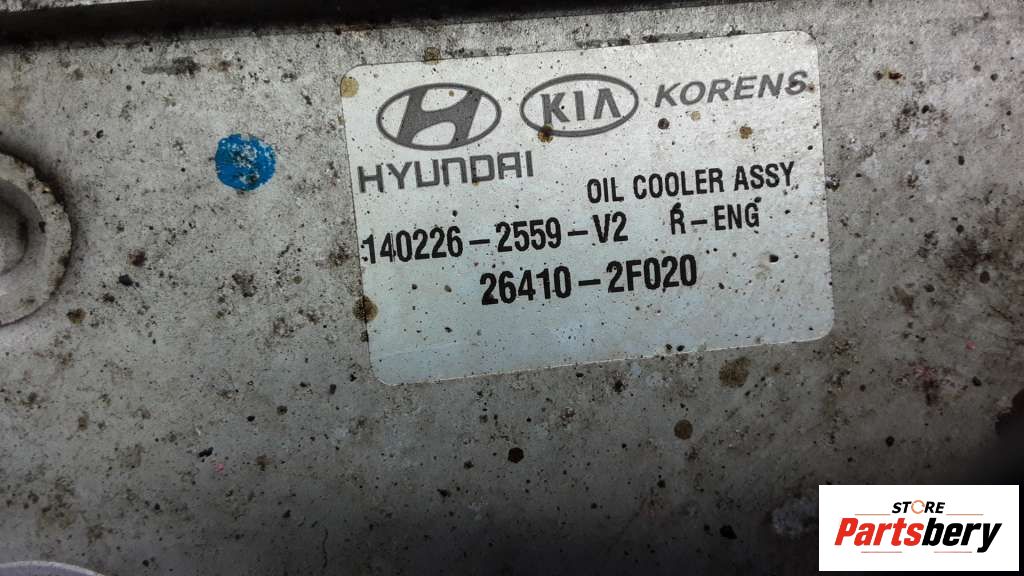 KIA KORENS
HYUNDAI
OIL COOLER ASSY
140226-2559-V2 R-ENG
26410-2F020
STORE
Partsbery